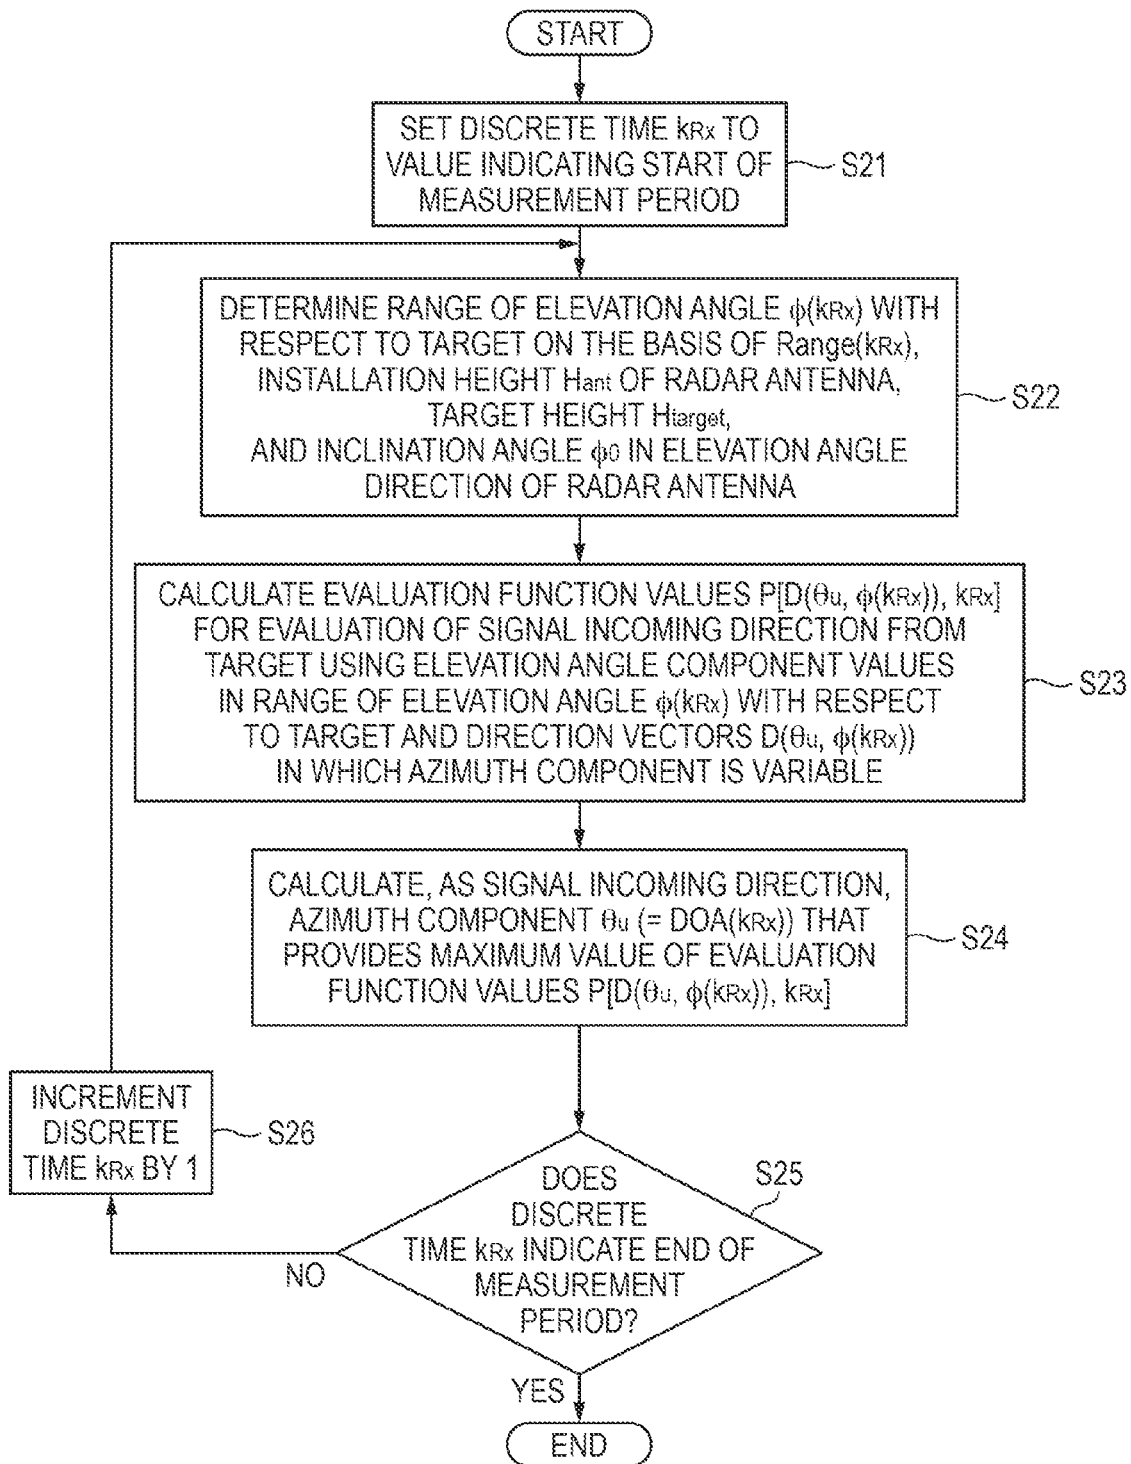 START
SET DISCRETE TIME kRx TO
VALUE INDICATING START OF
MEASUREMENT PERIOD
S21
DETERMINE RANGE OF ELEVATION ANGLE ϕ(kRx) WITH
RESPECT TO TARGET ON THE BASIS OF Range(kRx),
INSTALLATION HEIGHT Hant OF RADAR ANTENNA,
TARGET HEIGHT Htarget,
AND INCLINATION ANGLE ϕ0 IN ELEVATION ANGLE
DIRECTION OF RADAR ANTENNA
S22
CALCULATE EVALUATION FUNCTION VALUES P[D(θu, ϕ(kRx)), kRx]
FOR EVALUATION OF SIGNAL INCOMING DIRECTION FROM
TARGET USING ELEVATION ANGLE COMPONENT VALUES
IN RANGE OF ELEVATION ANGLE ϕ(kRx) WITH RESPECT
TO TARGET AND DIRECTION VECTORS D(θu, ϕ(kRx))
IN WHICH AZIMUTH COMPONENT IS VARIABLE
S23
CALCULATE, AS SIGNAL INCOMING DIRECTION,
AZIMUTH COMPONENT θu (= DOA(kRx)) THAT
PROVIDES MAXIMUM VALUE OF EVALUATION
FUNCTION VALUES P[D(θu, ϕ(kRx)), kRx]
S24
INCREMENT
DISCRETE
TIME kRx BY 1
S26
DOES
DISCRETE
TIME kRx INDICATE END OF
MEASUREMENT
PERIOD?
S25
NO
YES
END